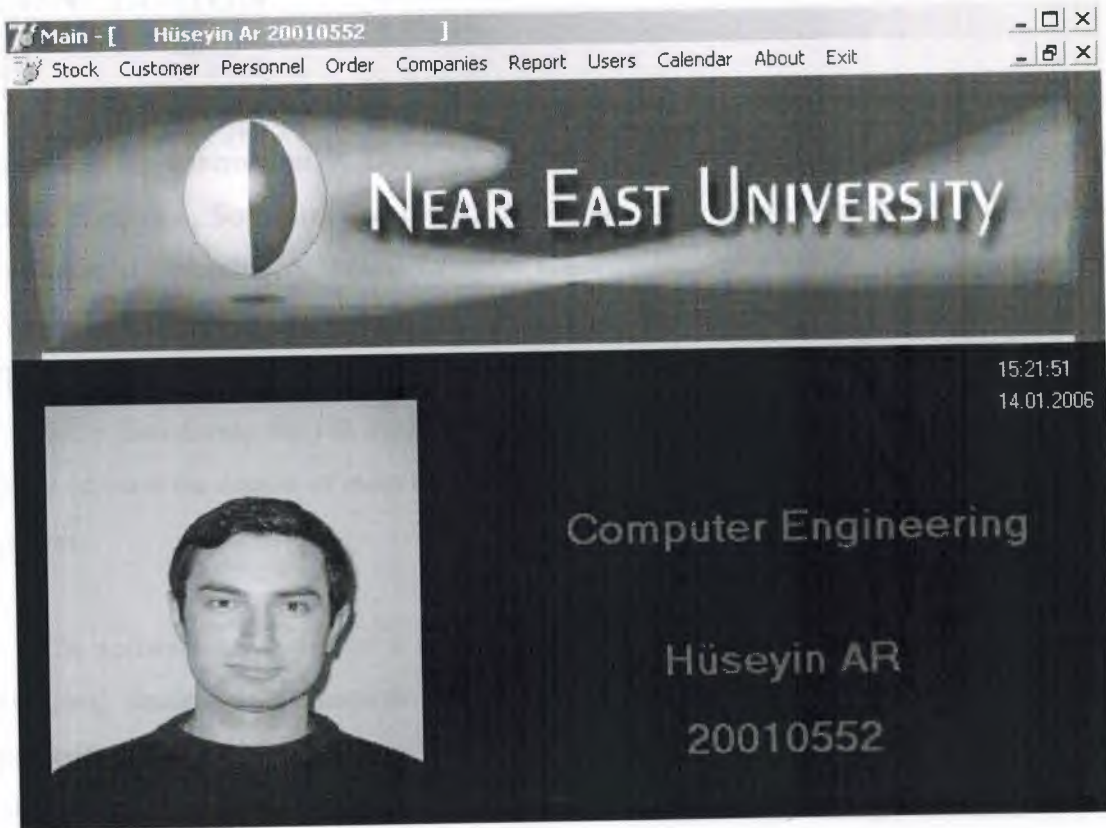 Main - [ Hüseyin Ar 20010552 ]
Stock Customer Personnel Order Companies Report Users Calendar About Exit
NEAR EAST UNIVERSITY
15:21:51
14.01.2006
Computer Engineering
Hüseyin AR
20010552